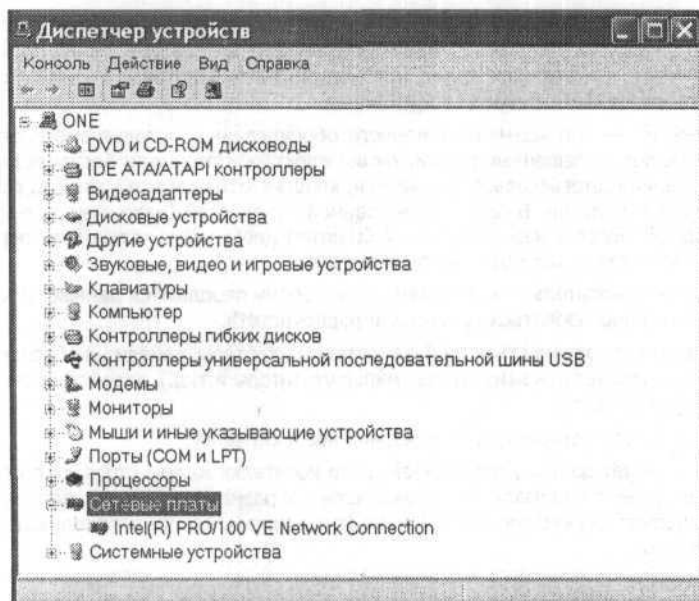 Диспетчер устройств
Консоль Действие Вид Справка
ONE
DVD и CD-ROM дисководы
IDE ATA/ATAPI контроллеры
Видеоадаптеры
Дисковые устройства
Другие устройства
Звуковые, видео и игровые устройства
Клавиатуры
Компьютер
Контроллеры гибких дисков
Контроллеры универсальной последовательной шины USB
Модемы
Мониторы
Мыши и иные указывающие устройства
Порты (COM и LPT)
Процессоры
Сетевые платы
Intel(R) PRO/100 VE Network Connection
Системные устройства